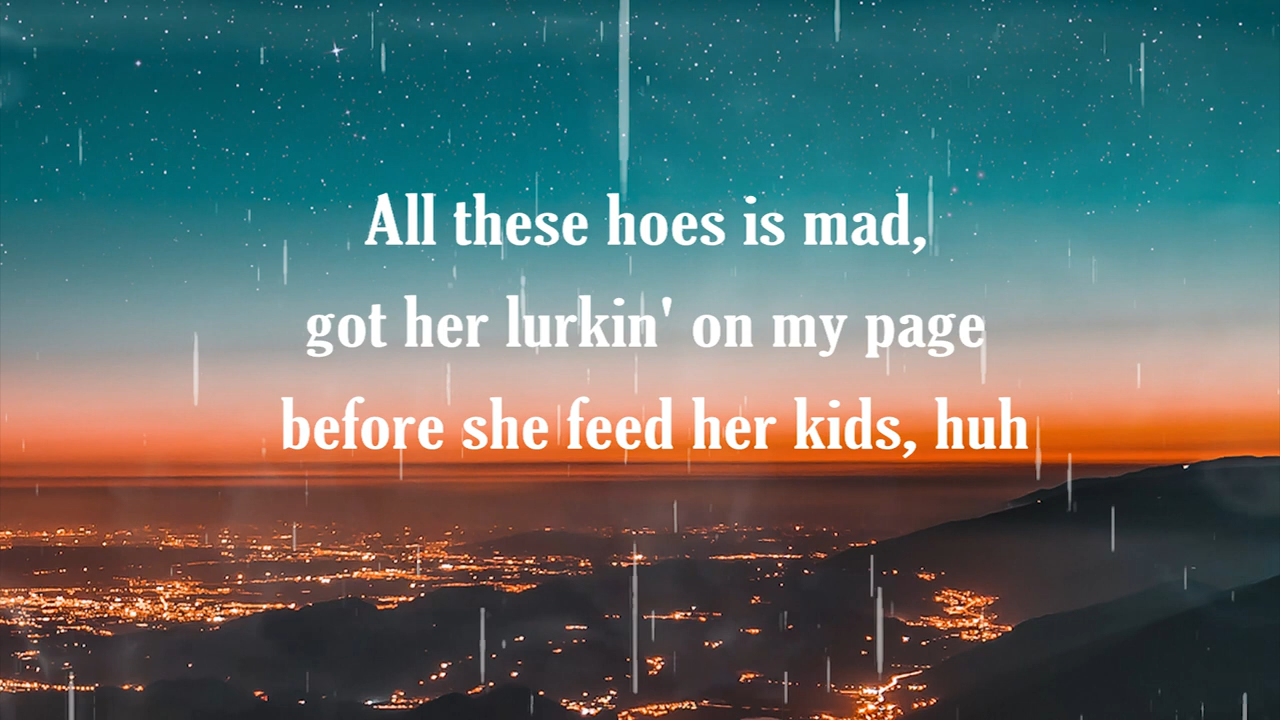 All these hoes is mad,
got her lurkin' on my page
before she feed her kids, huh